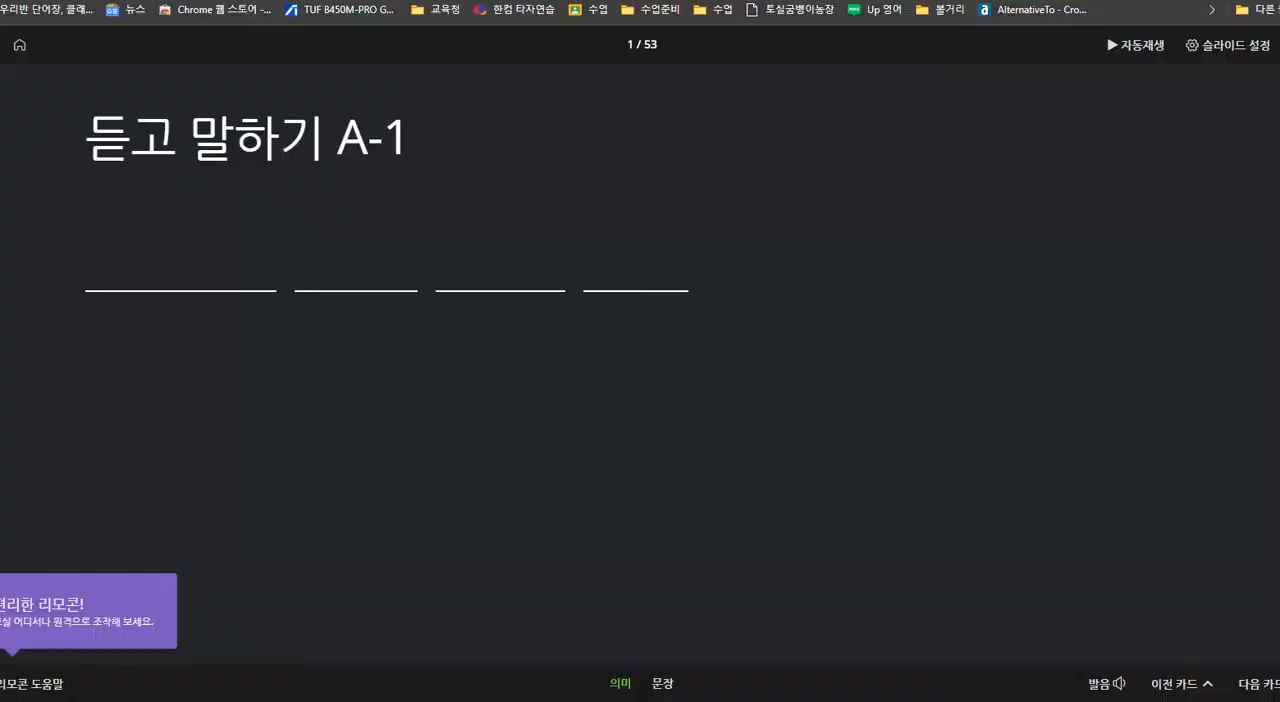 우리반 단어장, 클래... 뉴스 Chrome 웹 스토어 -... TUF B450M-PRO G... 교육청 한컴 타자연습 수업 수업준비 수업 토실굼벵이농장 Up 영어 볼거리 AlternativeTo - Cro... 다른
1 / 53 자동재생 슬라이드 설정
듣고 말하기 A-1
편리한 리모콘!
교실 어디서나 원격으로 조작해 보세요.
리모콘 도움말 의미 문장 발음 이전 카드 다음 카드